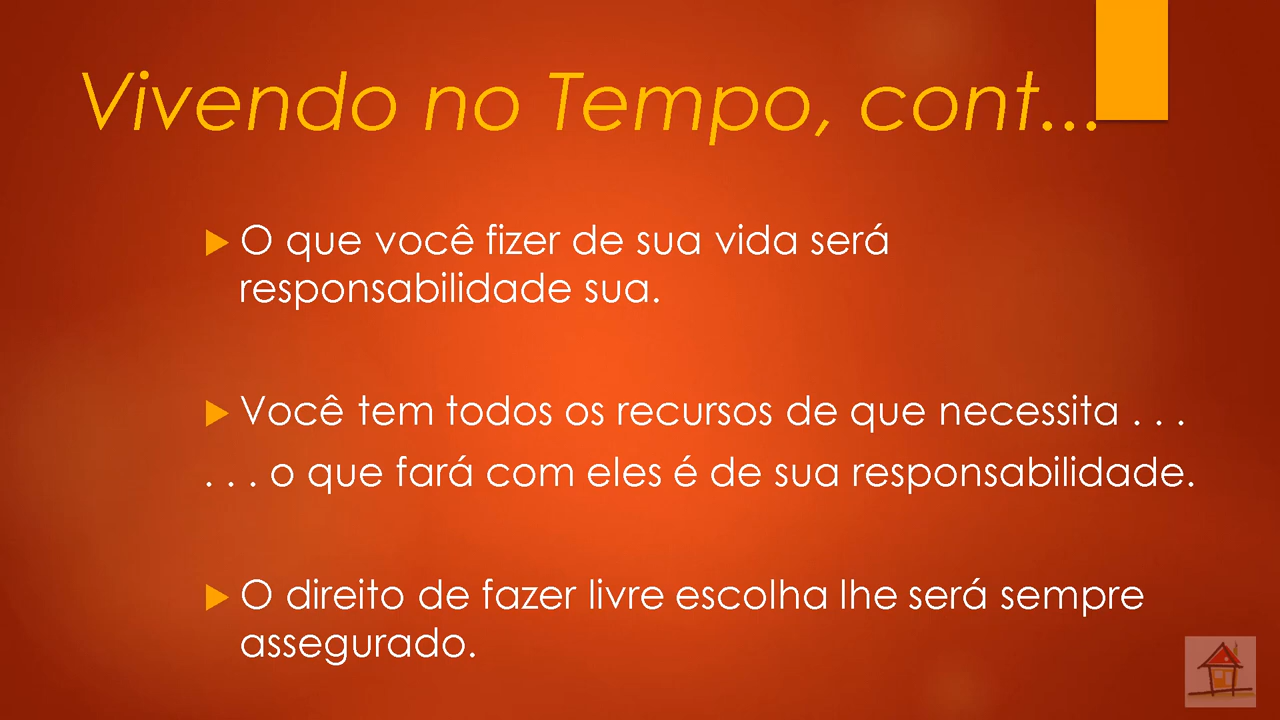 Vivendo no Tempo, cont...
O que você fizer de sua vida será
responsabilidade sua.
Você tem todos os recursos de que necessita . . .
. . . o que fará com eles é de sua responsabilidade.
O direito de fazer livre escolha lhe será sempre
assegurado.